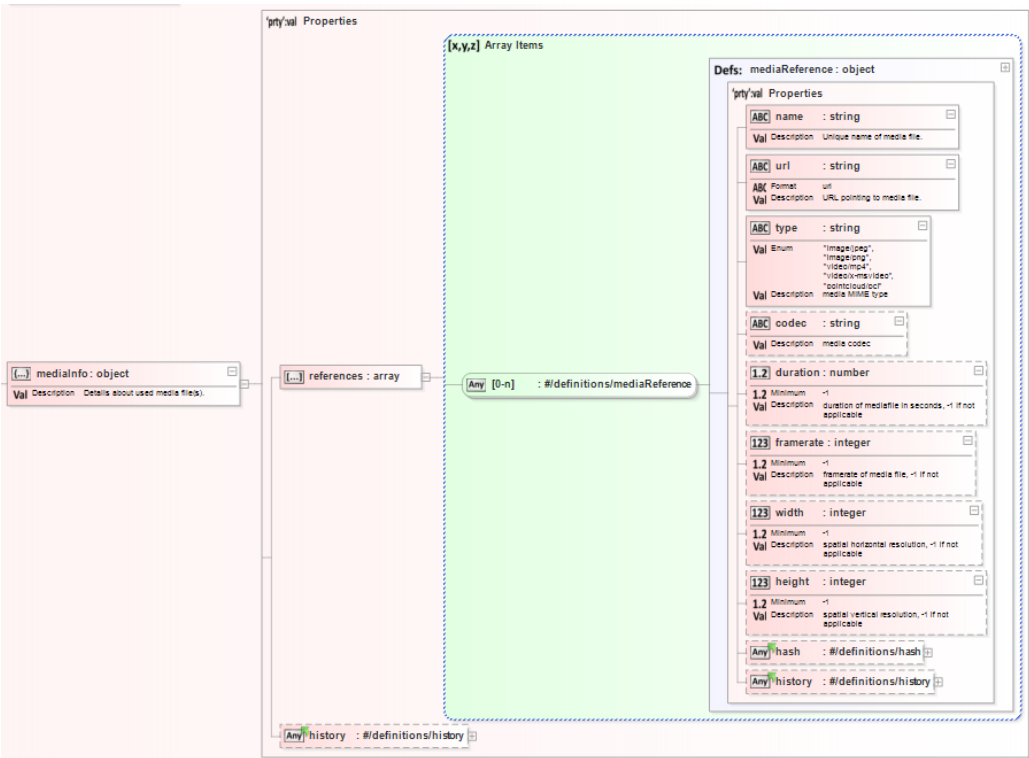 'prty':val Properties
[x,y,z] Array Items
Defs: mediaReference : object
'prty':val Properties
ABC name : string
Val Description Unique name of media file.
ABC url : string
ABC Format url
Val Description URL pointing to media file.
ABC type : string
Val Enum "image/jpeg",
"image/png",
"video/mp4",
"video/x-msvideo",
"pointcloud/pcl"
Val Description media MIME type
ABC codec : string
Val Description media codec
{...} mediaInfo : object
Val Description Details about used media file(s).
[...] references : array
Any [0-n] : #/definitions/mediaReference
1.2 duration : number
1.2 Minimum -1
Val Description duration of mediafile in seconds, -1 if not
applicable
123 framerate : integer
1.2 Minimum -1
Val Description framerate of media file, -1 if not
applicable
123 width : integer
1.2 Minimum -1
Val Description spatial horizontal resolution, -1 if not
applicable
123 height : integer
1.2 Minimum -1
Val Description spatial vertical resolution, -1 if not
applicable
Any hash : #/definitions/hash
Any history : #/definitions/history
Any history : #/definitions/history